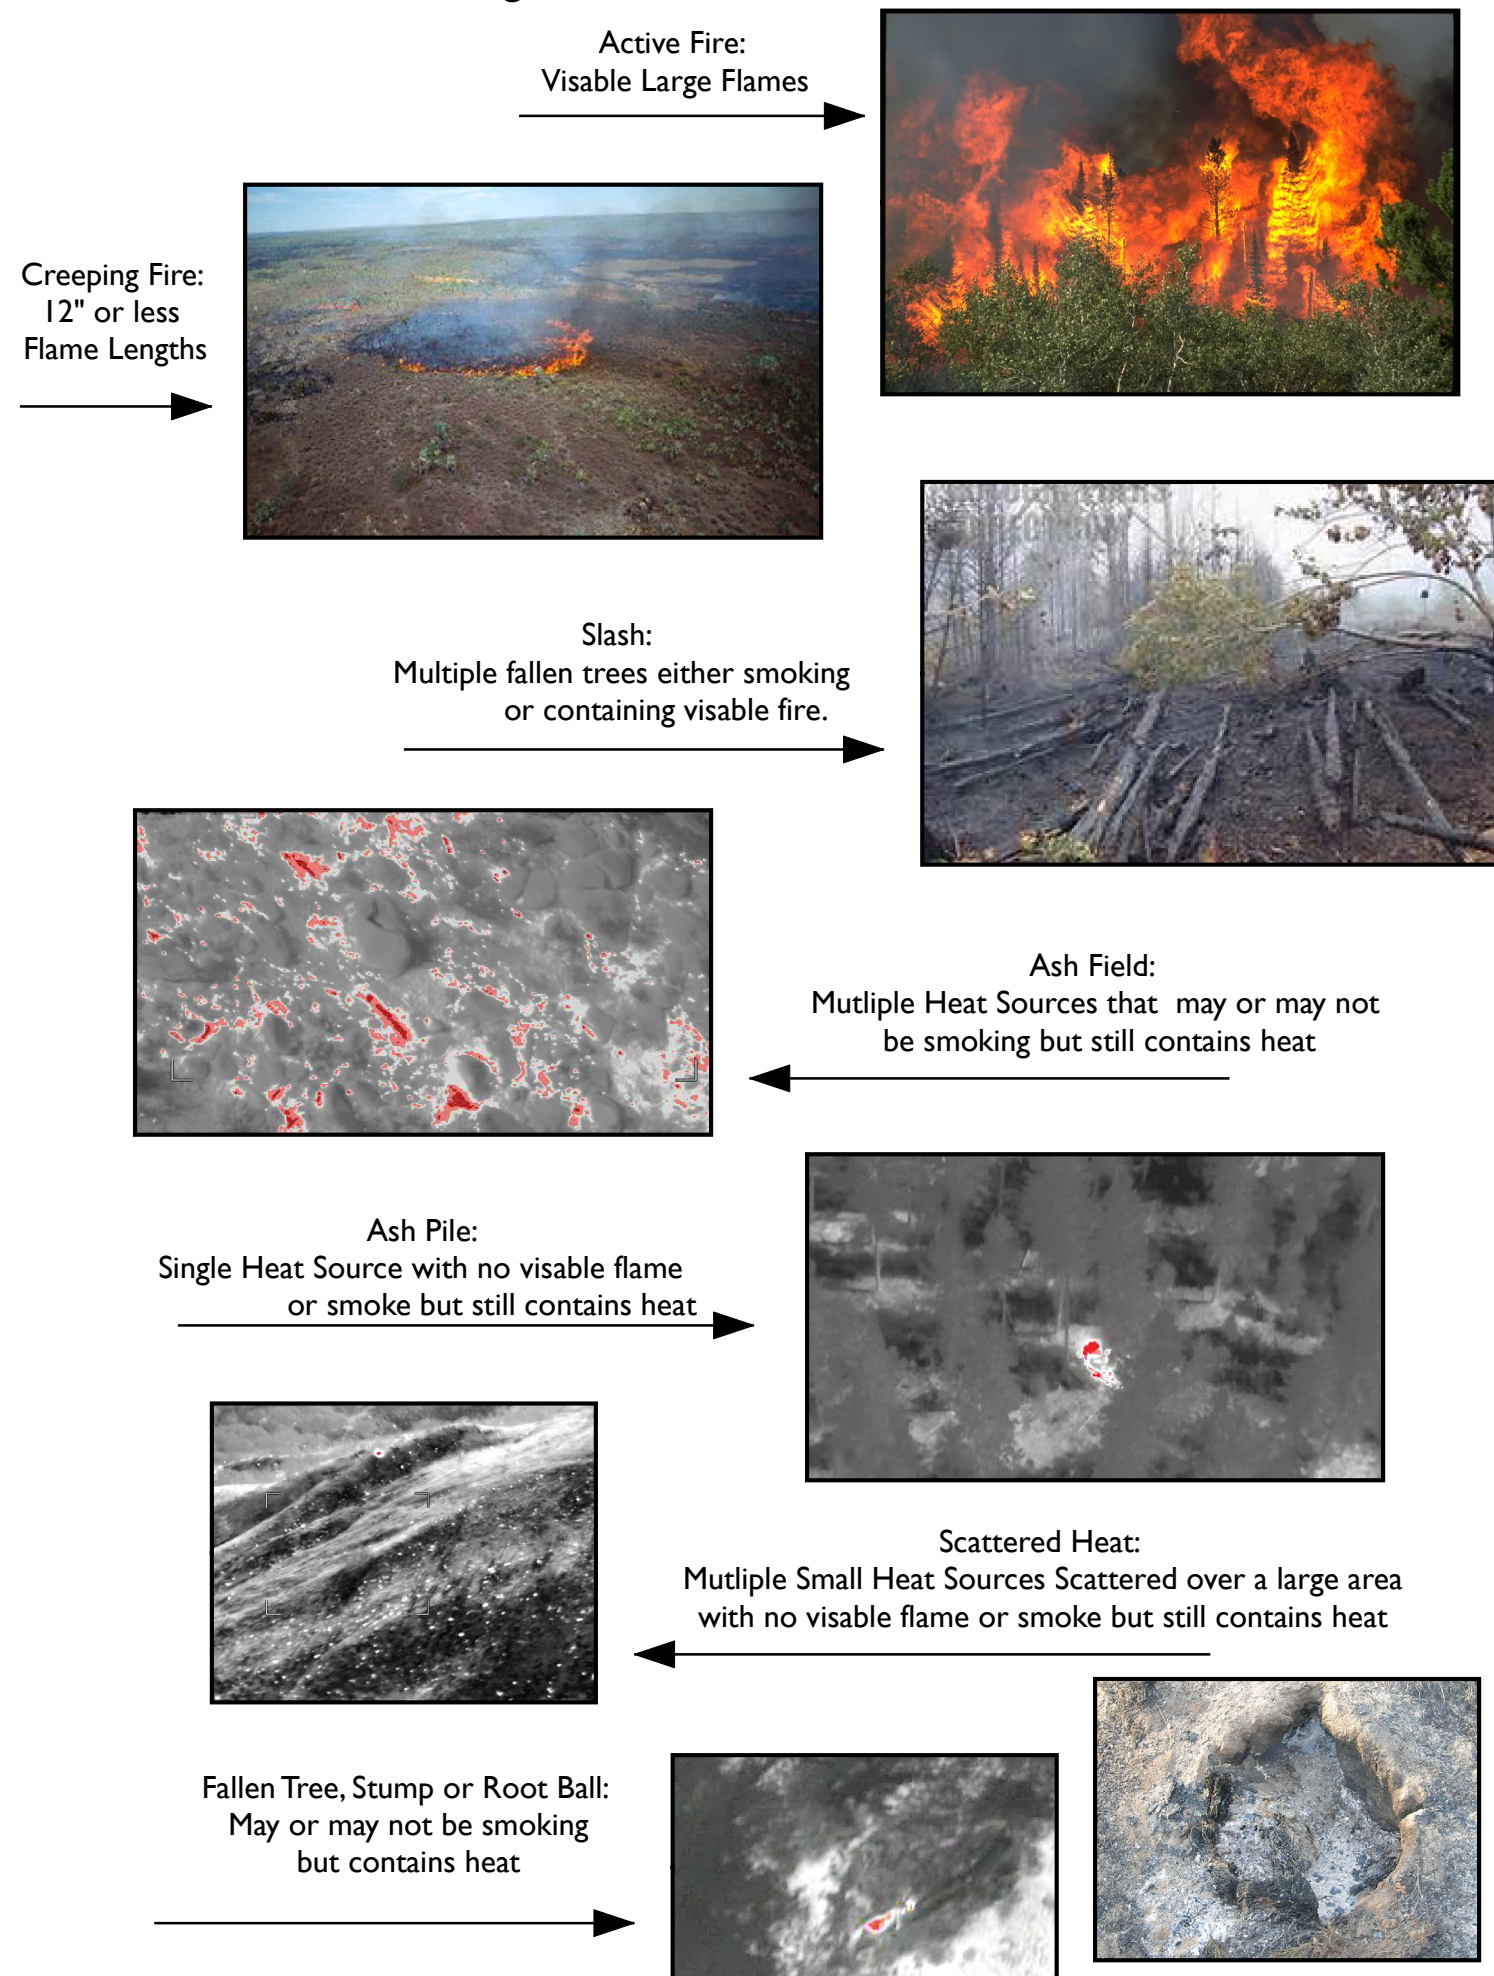 Active Fire:
Visable Large Flames
Creeping Fire:
12" or less
Flame Lengths
Slash:
Multiple fallen trees either smoking
or containing visable fire.
Ash Field:
Mutliple Heat Sources that may or may not
be smoking but still contains heat
Ash Pile:
Single Heat Source with no visable flame
or smoke but still contains heat
Scattered Heat:
Mutliple Small Heat Sources Scattered over a large area
with no visable flame or smoke but still contains heat
Fallen Tree, Stump or Root Ball:
May or may not be smoking
but contains heat